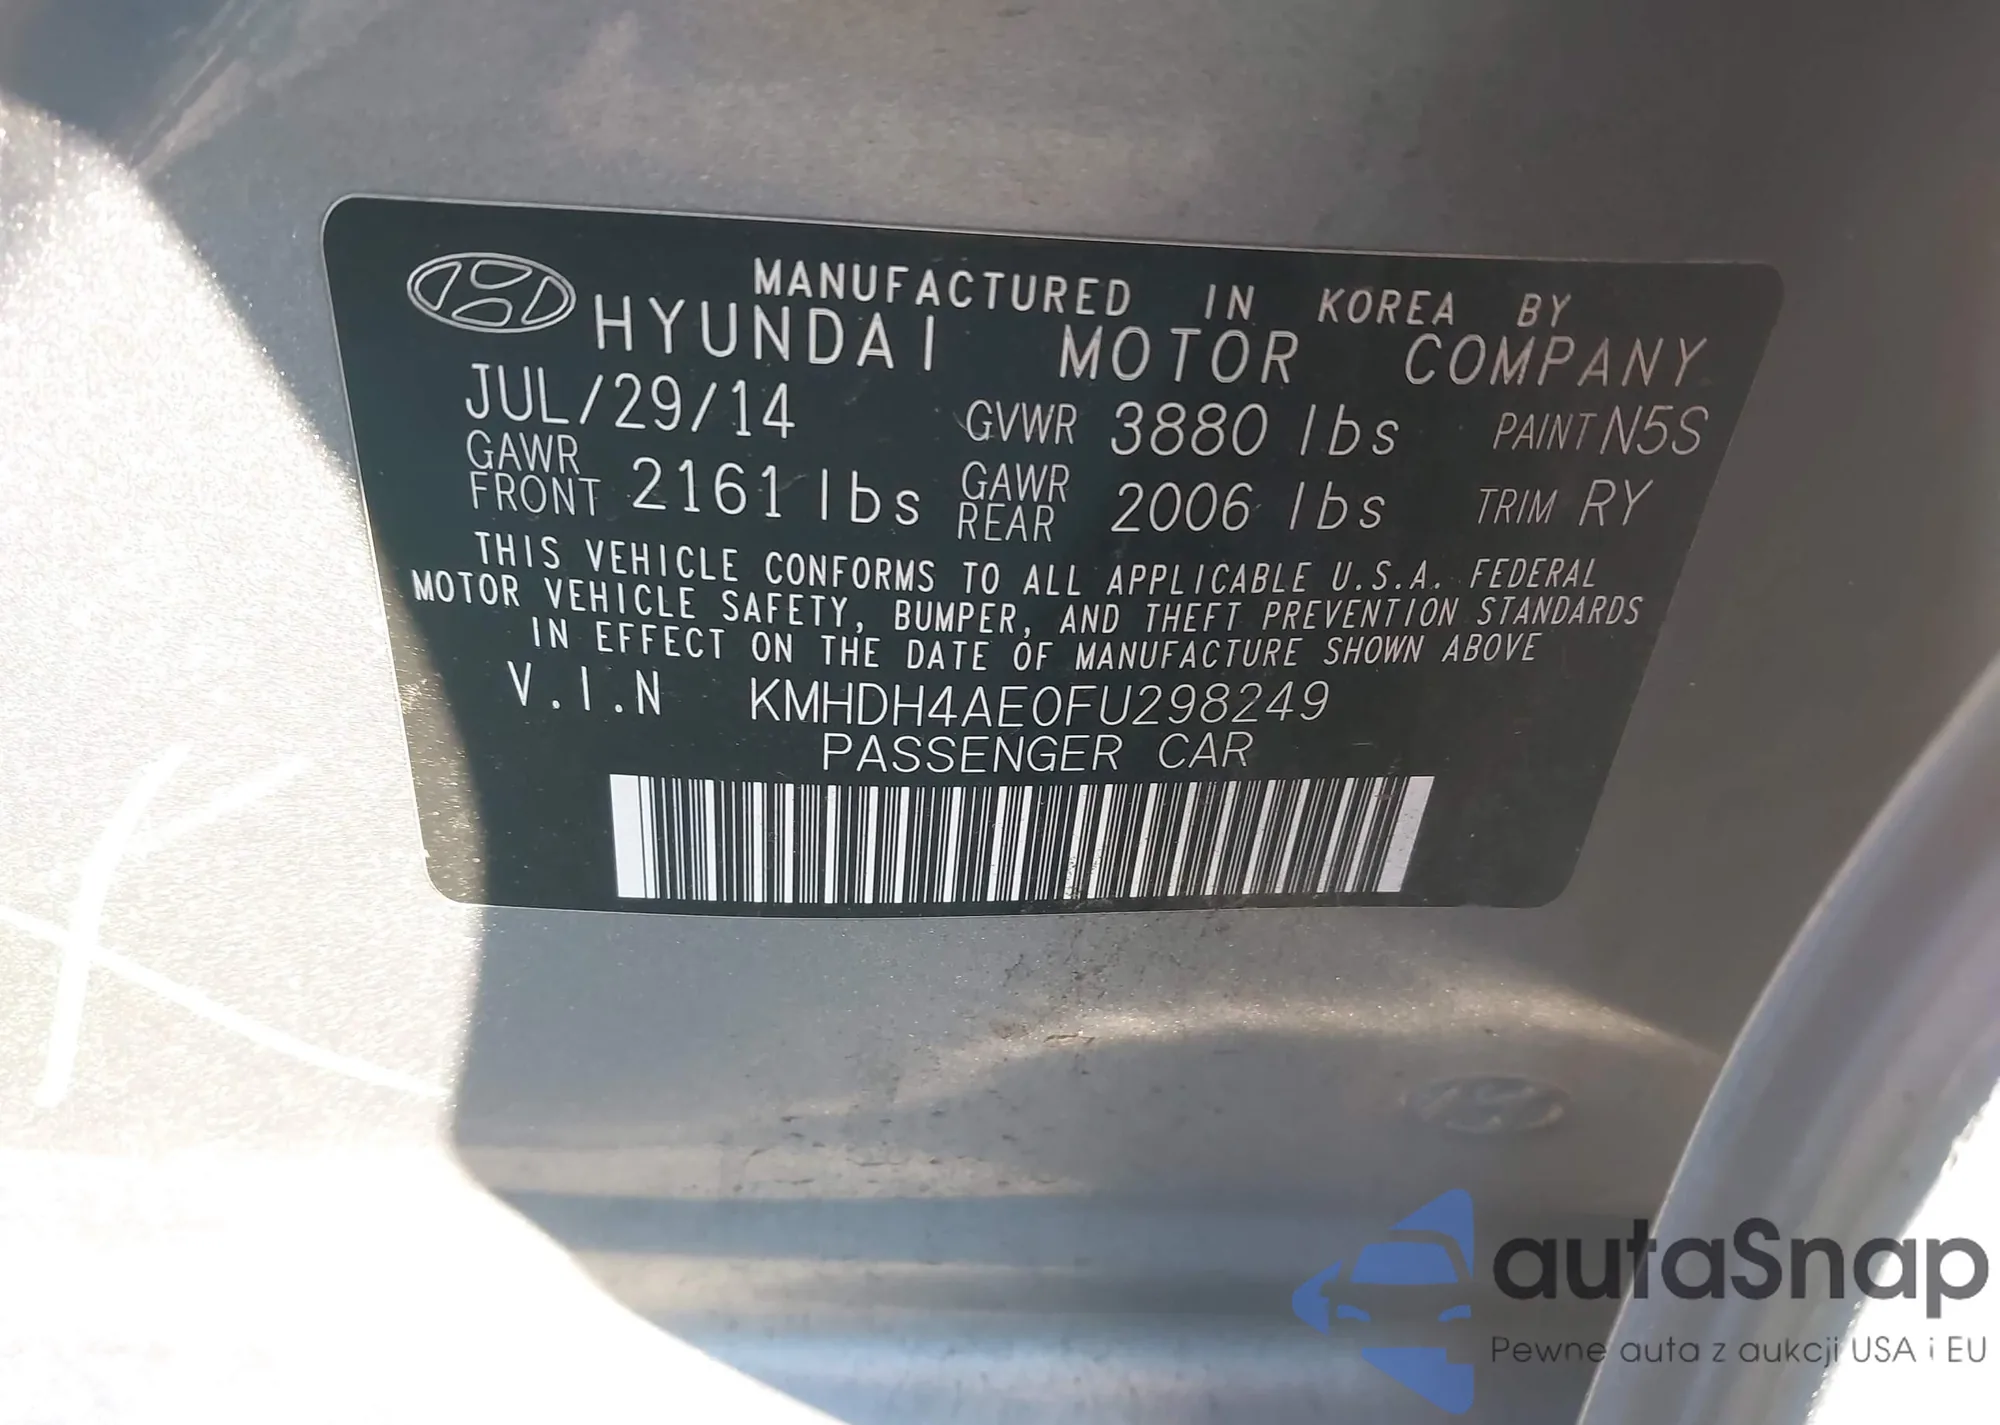 MANUFACTURED IN KOREA BY
HYUNDAI MOTOR COMPANY
JUL/29/14 GVWR 3880 lbs PAINT N5S
GAWR FRONT 2161 lbs GAWR REAR 2006 lbs TRIM RY
THIS VEHICLE CONFORMS TO ALL APPLICABLE U.S.A. FEDERAL
MOTOR VEHICLE SAFETY, BUMPER, AND THEFT PREVENTION STANDARDS
IN EFFECT ON THE DATE OF MANUFACTURE SHOWN ABOVE
V.I.N KMHDH4AE0FU298249
PASSENGER CAR
autaSnap
Pewne auta z aukcji USA i EU